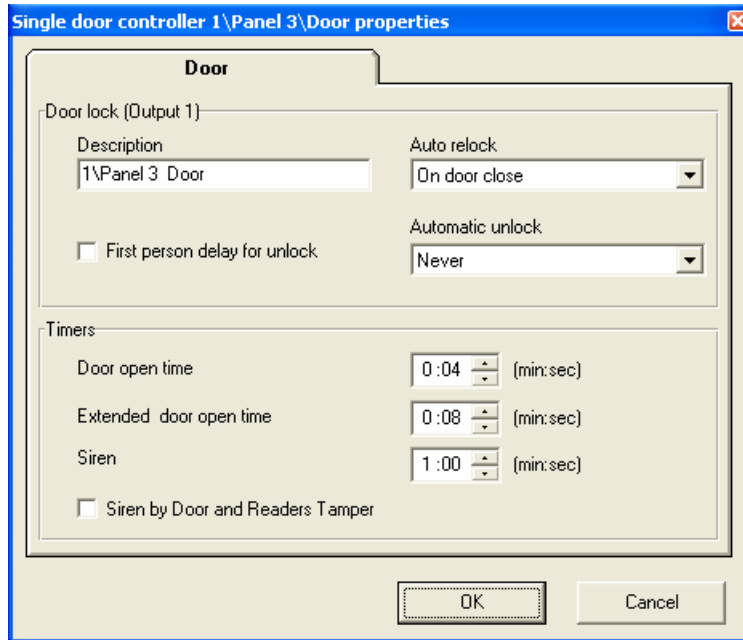 Single door controller 1\Panel 3\Door properties
Door
Door lock (Output 1)
Description
Auto relock
1\Panel 3 Door
On door close
Automatic unlock
First person delay for unlock
Never
Timers
Door open time
0:04 (min:sec)
Extended door open time
0:08 (min:sec)
Siren
1:00 (min:sec)
Siren by Door and Readers Tamper
OK
Cancel